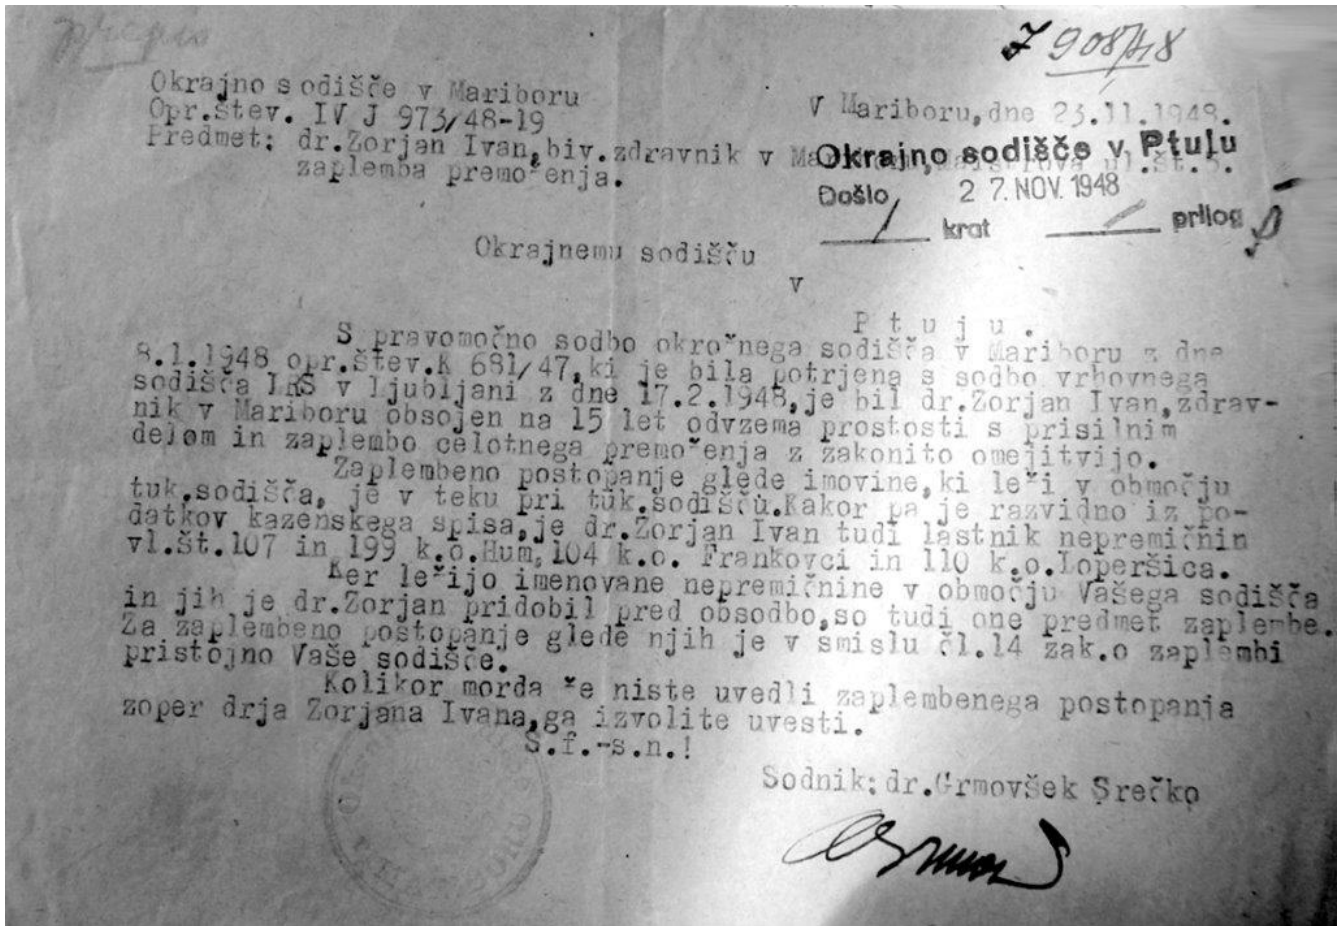 prepis
I 908/48
Okrajno sodišče v Mariboru
Opr.štev. IV J 973/48-19
Predmet: dr.Zorjan Ivan,biv.zdravnik v ul.št.5.
zaplemba premoženja.
V Mariboru,dne 23.11.1948.
Okrajno sodišče v Ptuju
Došlo 27. NOV. 1948
krat prilog
Okrajnemu sodišču
v
Ptuju.
S pravomočno sodbo okrožnega sodišča v Mariboru z dne
8.1.1948 opr.štev.K 681/47,ki je bila potrjena s sodbo vrhovnega
sodišča LRS v Ljubljani z dne 17.2.1948,je bil dr.Zorjan Ivan,zdrav-
nik v Mariboru obsojen na 15 let odvzema prostosti s prisilnim
delom in zaplembo celotnega premoženja z zakonito omejitvijo.
Zaplembeno postopanje glede imovine,ki leži v območju
tuk.sodišča, je v teku pri tuk.sodišču.Kakor pa je razvidno iz po-
datkov kazenskega spisa,je dr.Zorjan Ivan tudi lastnik nepremičnin
vl.št.107 in 199 k.o.Hum,104 k.o. Frankovci in 110 k.o.Loperšica.
Ker ležijo imenovane nepremičnine v območju Vašega sodišča
in jih je dr.Zorjan pridobil pred obsodbo,so tudi one predmet zaplembe.
Za zaplembeno postopanje glede njih je v smislu čl.14 zak.o zaplembi
pristojno Vaše sodišče.
Kolikor morda že niste uvedli zaplembenega postopanja
zoper drja Zorjana Ivana,ga izvolite uvesti.
S.f.-s.n.!
Sodnik: dr.Grmovšek Srečko